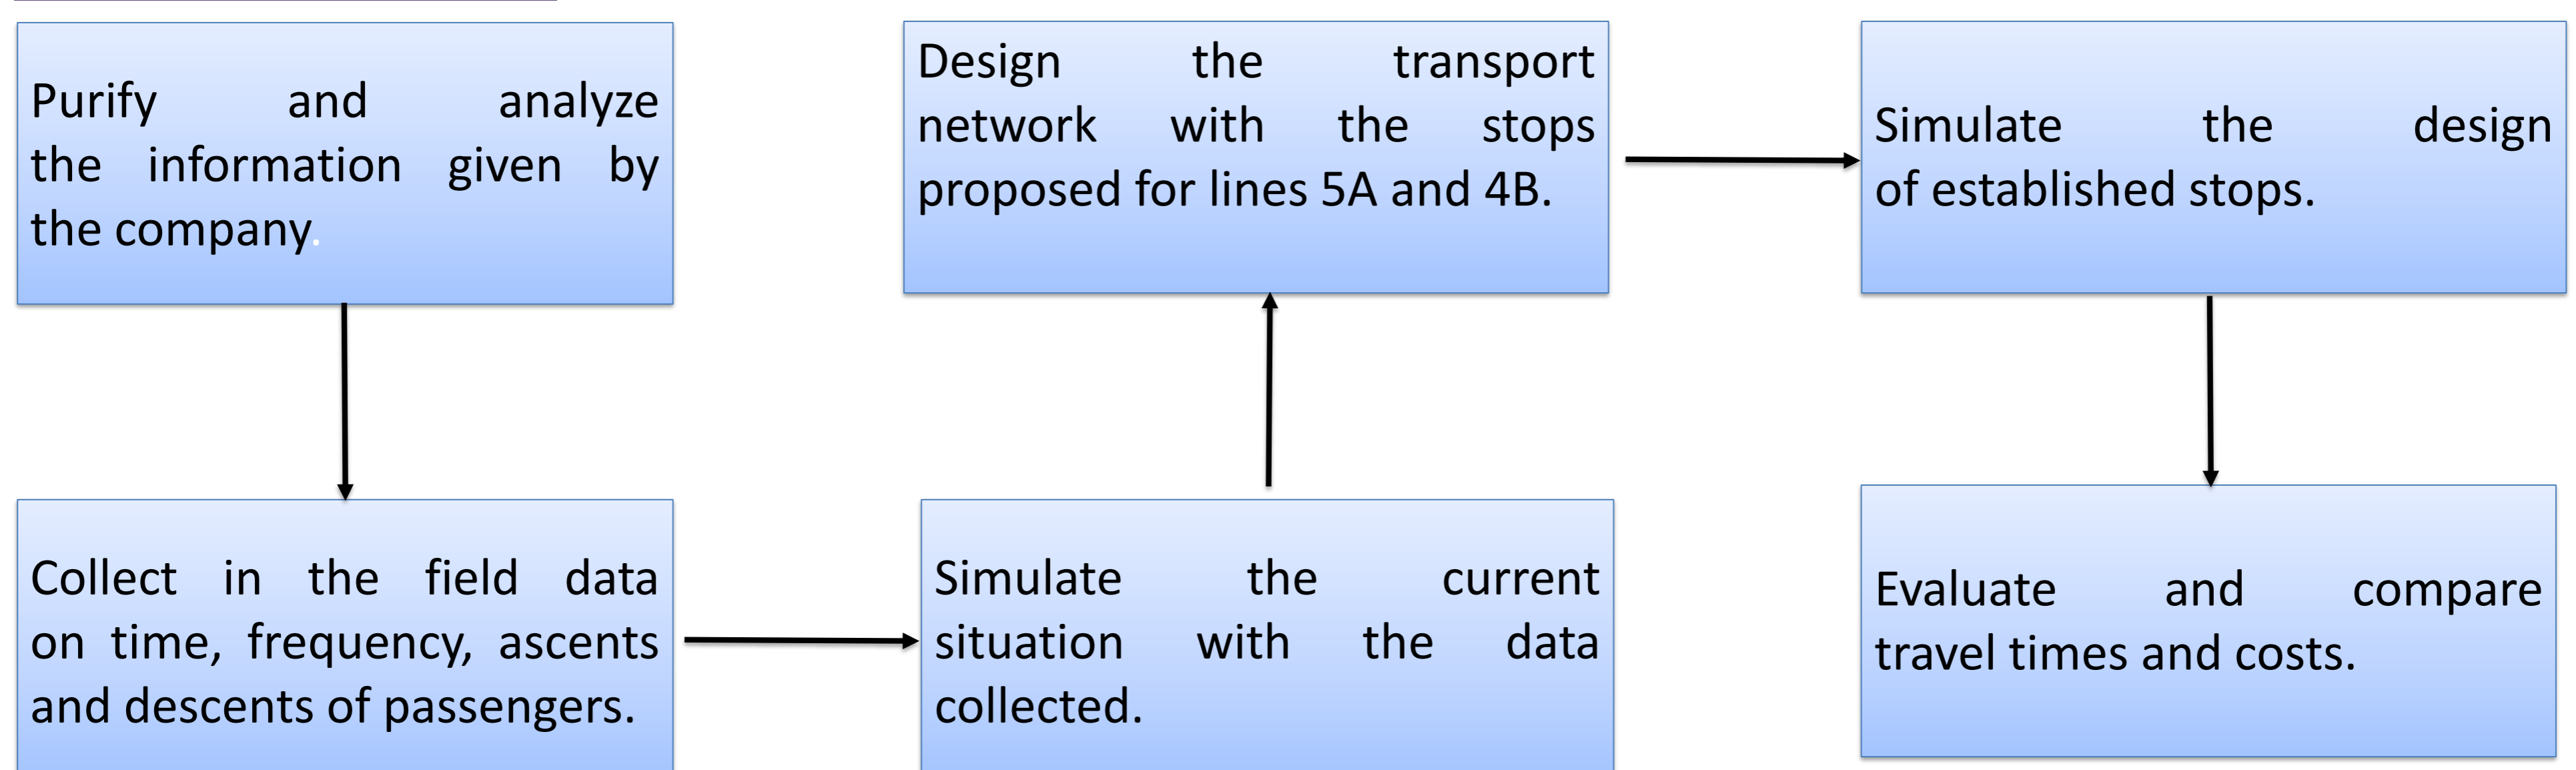 Purify and analyze
the information given by
the company.
Collect in the field data
on time, frequency, ascents
and descents of passengers.
Simulate the current
situation with the data
collected.
Design the transport
network with the stops
proposed for lines 5A and 4B.
Simulate the design
of established stops.
Evaluate and compare
travel times and costs.